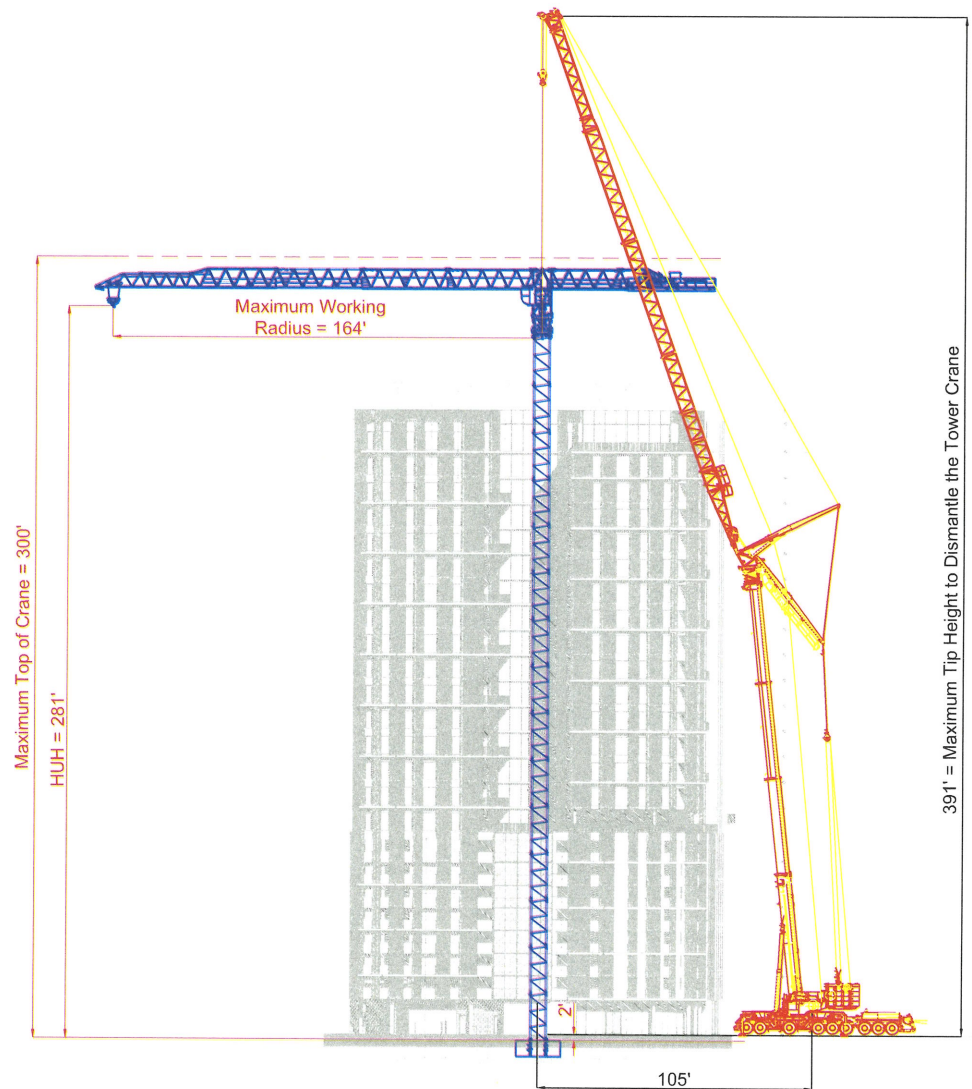 Maximum Working
Radius = 164'
Maximum Top of Crane = 300'
HUH = 281'
391' = Maximum Tip Height to Dismantle the Tower Crane
2'
105'